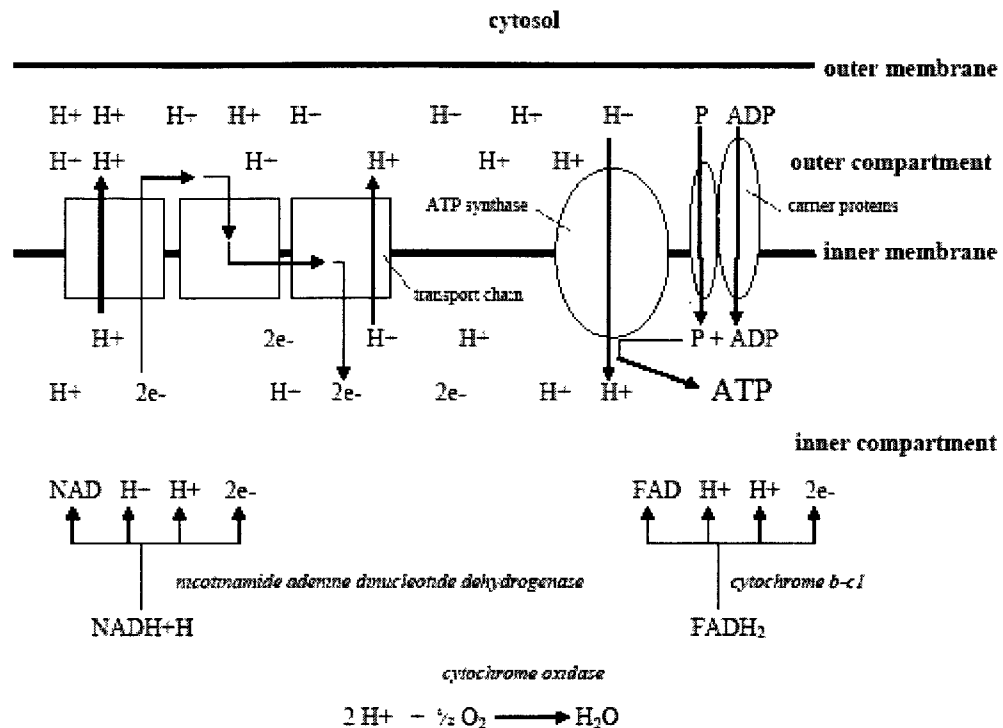 cytosol
outer membrane
H+ H+ H+ H+ H+ H+ H+ H+ P ADP
H+ H+ H+ H+ H+ H+ outer compartment
ATP synthase carrier proteins
inner membrane
transport chain
H+ 2e- H+ H+ P + ADP
H+ 2e- H+ 2e- 2e- H+ H+ ATP
inner compartment
NAD H+ H+ 2e- FAD H+ H+ 2e-
nicotinamide adenine dinucleotide dehydrogenase cytochrome b-c1
NADH+H FADH₂
cytochrome oxidase
2 H+ + ½ O₂ → H₂O